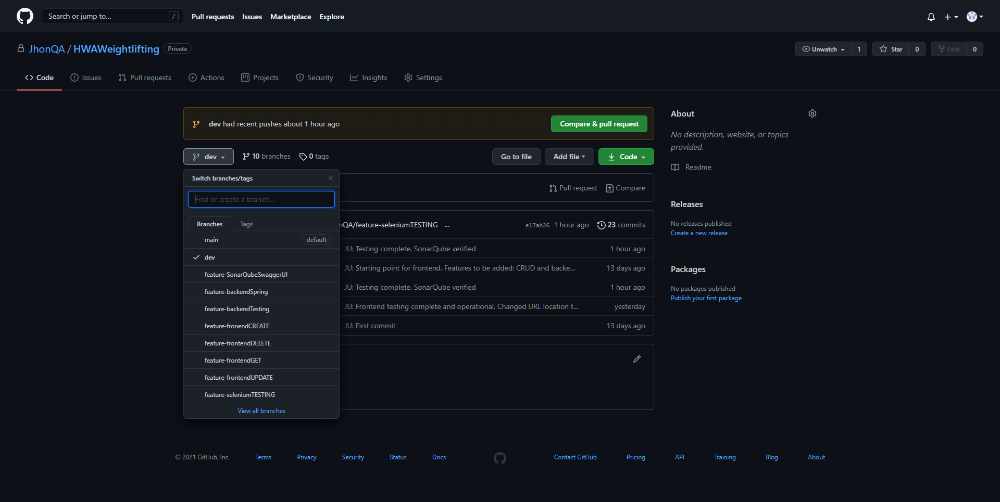 Search or jump to... /
Pull requests Issues Marketplace Explore
JhonQA / HWAWeightlifting Private
Unwatch 1 Star 0 Fork 0
Code Issues Pull requests Actions Projects Security Insights Settings
dev had recent pushes about 1 hour ago
Compare & pull request
dev 10 branches 0 tags
Go to file Add file Code
Switch branches/tags
Find or create a branch...
Branches Tags
main default
dev
feature-SonarQubeSwaggerUI
feature-backendSpring
feature-backendTesting
feature-fronendCREATE
feature-frontendDELETE
feature-frontendGET
feature-frontendUPDATE
feature-seleniumTESTING
View all branches
Pull request Compare
nQA/feature-seleniumTESTING ... e17ab26 1 hour ago 23 commits
JU: Testing complete. SonarQube verified 1 hour ago
JU: Starting point for frontend. Features to be added: CRUD and backe... 13 days ago
JU: Testing complete. SonarQube verified 1 hour ago
JU: Frontend testing complete and operational. Changed URL location t... yesterday
JU: First commit 13 days ago
About
No description, website, or topics
provided.
Readme
Releases
No releases published
Create a new release
Packages
No packages published
Publish your first package
© 2021 GitHub, Inc. Terms Privacy Security Status Docs Contact GitHub Pricing API Training Blog About